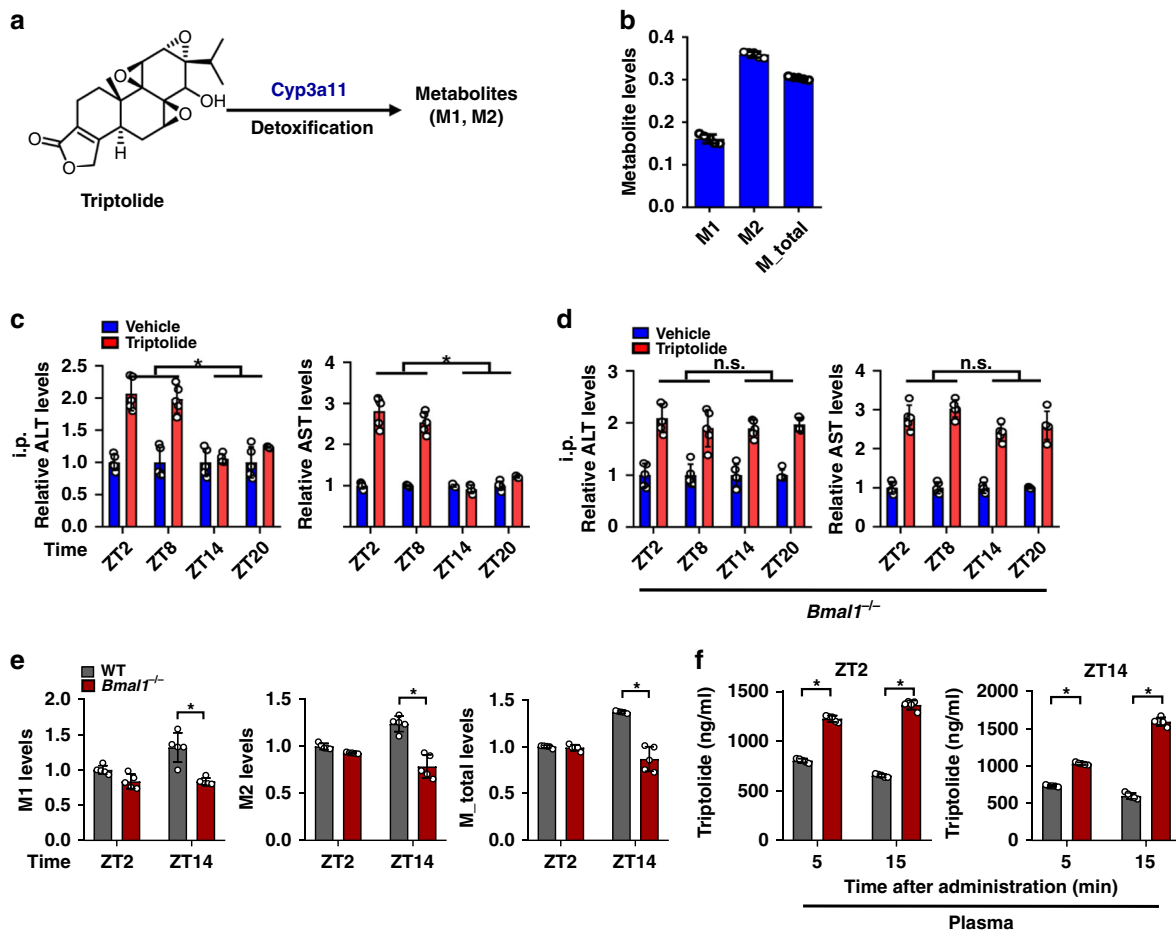 a
O
O
O
OH
O
O
H
Triptolide
Cyp3a11
Detoxification
Metabolites
(M1, M2)
b
Metabolite levels
0.4
0.3
0.2
0.1
0.0
M1
M2
M_total
c
Vehicle
Triptolide
i.p.
Relative ALT levels
2.5
2.0
1.5
1.0
0.5
0.0
*
Time
ZT2
ZT8
ZT14
ZT20
Relative AST levels
4
3
2
1
*
ZT2
ZT8
ZT14
ZT20
d
Vehicle
Triptolide
i.p.
Relative ALT levels
3
2
1
0
n.s.
ZT2
ZT8
ZT14
ZT20
Relative AST levels
4
3
2
1
0
n.s.
ZT2
ZT8
ZT14
ZT20
Bmal1–/–
e
WT
Bmal1–/–
M1 levels
2.0
1.5
1.0
0.5
0.0
*
Time
ZT2
ZT14
M2 levels
1.5
1.0
0.5
0.0
*
ZT2
ZT14
M_total levels
1.5
1.0
0.5
0.0
*
ZT2
ZT14
f
ZT2
Triptolide (ng/ml)
1500
1000
500
0
*
*
5
15
ZT14
Triptolide (ng/ml)
2000
1500
1000
500
0
*
*
5
15
Time after administration (min)
Plasma